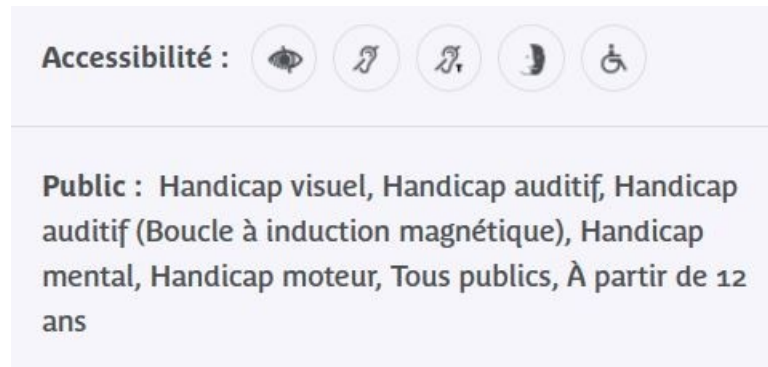 Accessibilité :
Public : Handicap visuel, Handicap auditif, Handicap
auditif (Boucle à induction magnétique), Handicap
mental, Handicap moteur, Tous publics, À partir de 12
ans